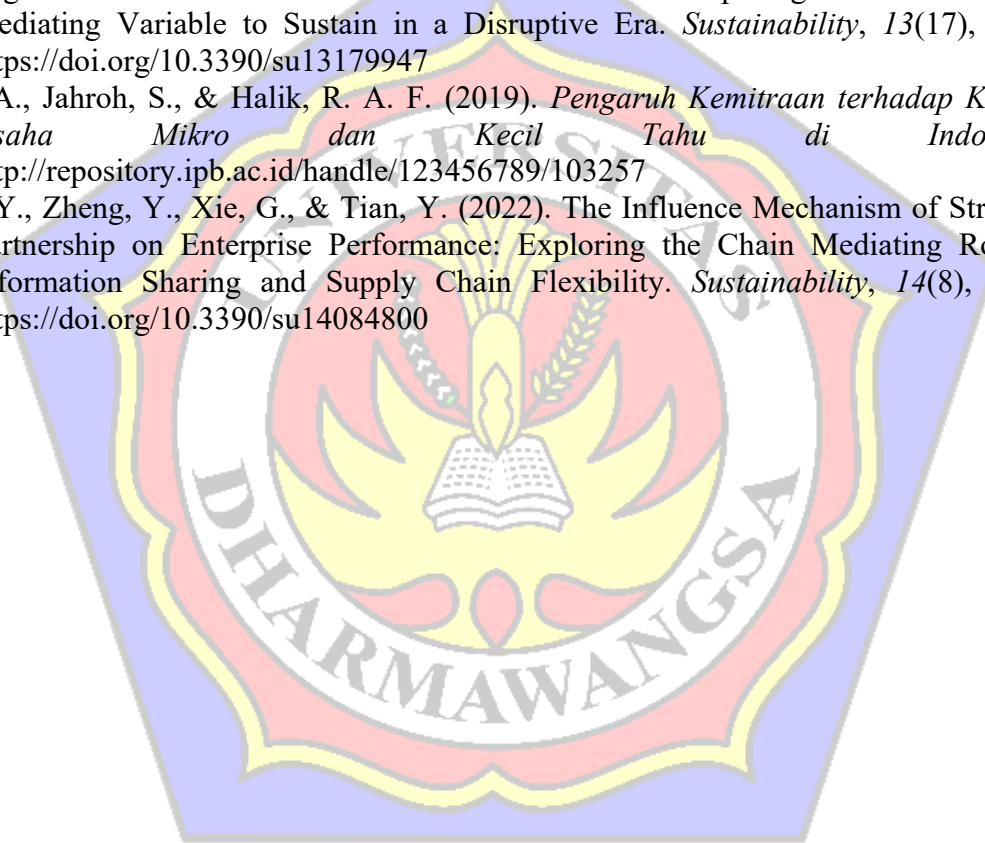 ediating Variable to Sustain in a Disruptive Era. Sustainability, 13(17),
tps://doi.org/10.3390/su13179947
A., Jahroh, S., & Halik, R. A. F. (2019). Pengaruh Kemitraan terhadap K
saha Mikro dan Kecil Tahu di Indo
tp://repository.ipb.ac.id/handle/123456789/103257
Y., Zheng, Y., Xie, G., & Tian, Y. (2022). The Influence Mechanism of Str
artnership on Enterprise Performance: Exploring the Chain Mediating Ro
formation Sharing and Supply Chain Flexibility. Sustainability, 14(8),
tps://doi.org/10.3390/su14084800
UNIVERSITAS
DHARMAWANGSA